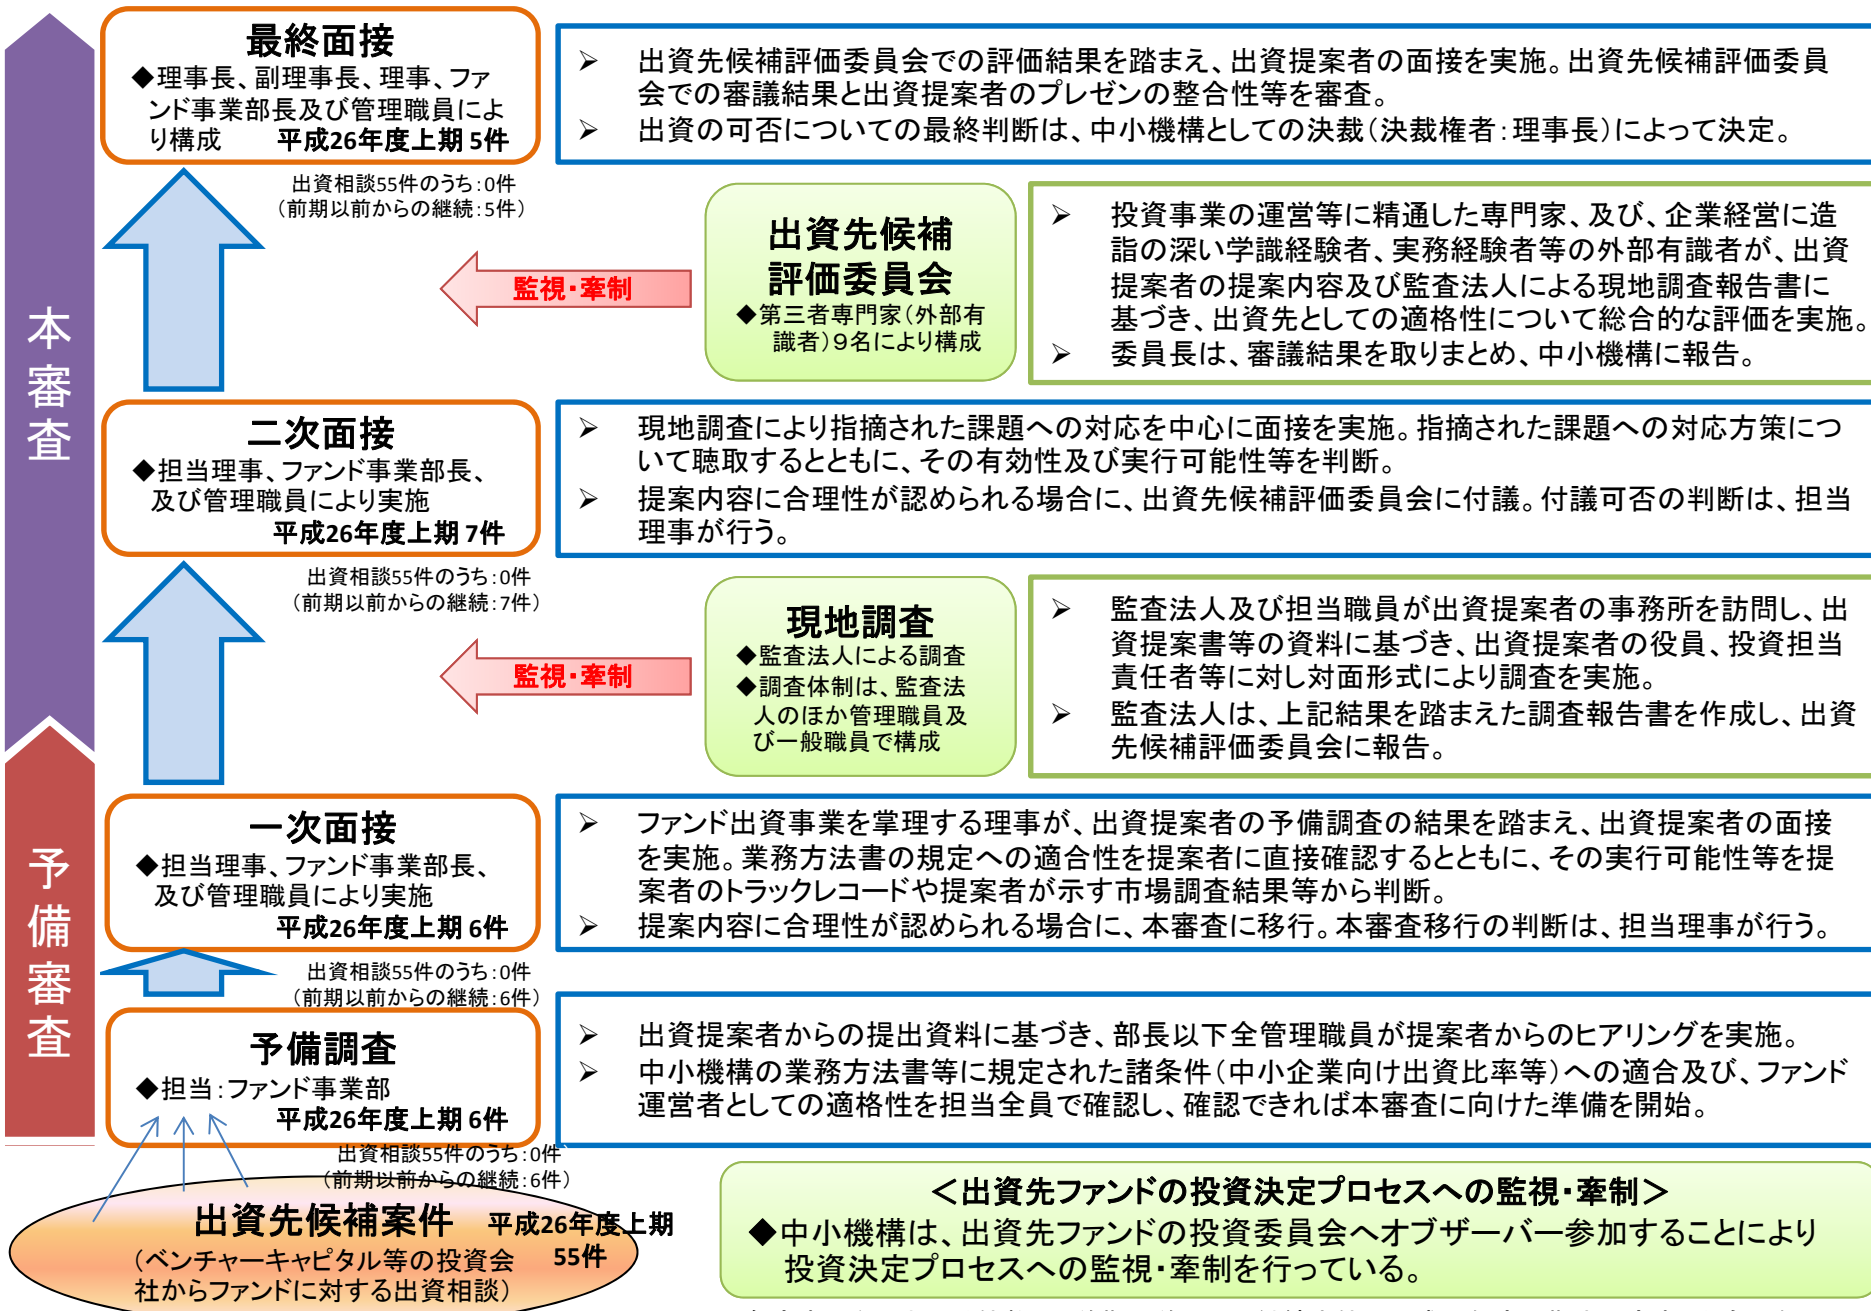 本審査
予備審査
最終面接
◆理事長、副理事長、理事、ファ
ンド事業部長及び管理職員によ
り構成　平成26年度上期 5件
➢ 出資先候補評価委員会での評価結果を踏まえ、出資提案者の面接を実施。出資先候補評価委員
会での審議結果と出資提案者のプレゼンの整合性等を審査。
➢ 出資の可否についての最終判断は、中小機構としての決裁（決裁権者：理事長）によって決定。
出資相談55件のうち：0件
（前期以前からの継続：5件）
監視・牽制
出資先候補
評価委員会
◆第三者専門家（外部有
識者）９名により構成
➢ 投資事業の運営等に精通した専門家、及び、企業経営に造
詣の深い学識経験者、実務経験者等の外部有識者が、出資
提案者の提案内容及び監査法人による現地調査報告書に
基づき、出資先としての適格性について総合的な評価を実施。
➢ 委員長は、審議結果を取りまとめ、中小機構に報告。
二次面接
◆担当理事、ファンド事業部長、
及び管理職員により実施
平成26年度上期 7件
➢ 現地調査により指摘された課題への対応を中心に面接を実施。指摘された課題への対応方策につ
いて聴取するとともに、その有効性及び実行可能性等を判断。
➢ 提案内容に合理性が認められる場合に、出資先候補評価委員会に付議。付議可否の判断は、担当
理事が行う。
出資相談55件のうち：0件
（前期以前からの継続：7件）
監視・牽制
現地調査
◆監査法人による調査
◆調査体制は、監査法
人のほか管理職員及
び一般職員で構成
➢ 監査法人及び担当職員が出資提案者の事務所を訪問し、出
資提案書等の資料に基づき、出資提案者の役員、投資担当
責任者等に対し対面形式により調査を実施。
➢ 監査法人は、上記結果を踏まえた調査報告書を作成し、出資
先候補評価委員会に報告。
一次面接
◆担当理事、ファンド事業部長、
及び管理職員により実施
平成26年度上期 6件
➢ ファンド出資事業を掌理する理事が、出資提案者の予備調査の結果を踏まえ、出資提案者の面接
を実施。業務方法書の規定への適合性を提案者に直接確認するとともに、その実行可能性等を提
案者のトラックレコードや提案者が示す市場調査結果等から判断。
➢ 提案内容に合理性が認められる場合に、本審査に移行。本審査移行の判断は、担当理事が行う。
出資相談55件のうち：0件
（前期以前からの継続：6件）
予備調査
◆担当：ファンド事業部
平成26年度上期 6件
➢ 出資提案者からの提出資料に基づき、部長以下全管理職員が提案者からのヒアリングを実施。
➢ 中小機構の業務方法書等に規定された諸条件（中小企業向け出資比率等）への適合及び、ファンド
運営者としての適格性を担当全員で確認し、確認できれば本審査に向けた準備を開始。
出資相談55件のうち：0件
（前期以前からの継続：6件）
出資先候補案件　平成26年度上期
55件
（ベンチャーキャピタル等の投資会
社からファンドに対する出資相談）
＜出資先ファンドの投資決定プロセスへの監視・牽制＞
◆中小機構は、出資先ファンドの投資委員会へオブザーバー参加することにより
投資決定プロセスへの監視・牽制を行っている。